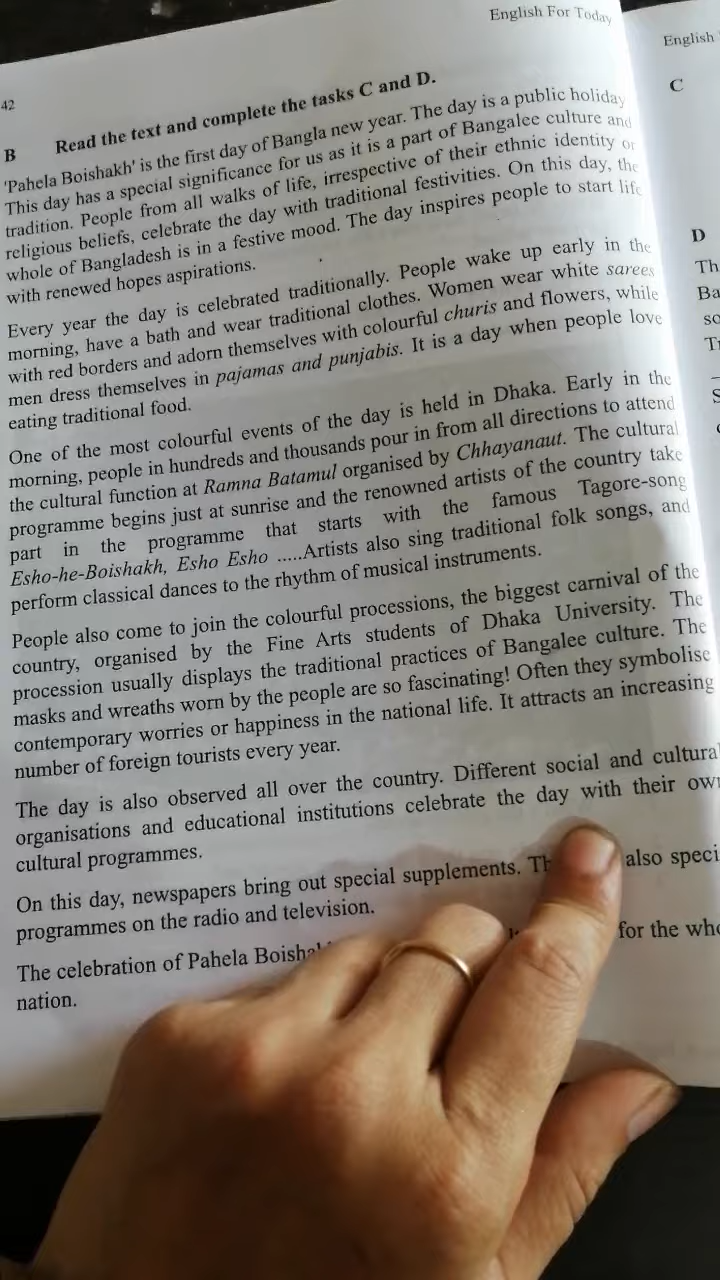 English For Today
42
B Read the text and complete the tasks C and D.
'Pahela Boishakh' is the first day of Bangla new year. The day is a public holiday
This day has a special significance for us as it is a part of Bangalee culture and
tradition. People from all walks of life, irrespective of their ethnic identity or
religious beliefs, celebrate the day with traditional festivities. On this day, the
whole of Bangladesh is in a festive mood. The day inspires people to start life
with renewed hopes aspirations.
Every year the day is celebrated traditionally. People wake up early in the
morning, have a bath and wear traditional clothes. Women wear white sarees
with red borders and adorn themselves with colourful churis and flowers, while
men dress themselves in pajamas and punjabis. It is a day when people love
eating traditional food.
One of the most colourful events of the day is held in Dhaka. Early in the
morning, people in hundreds and thousands pour in from all directions to attend
the cultural function at Ramna Batamul organised by Chhayanaut. The cultural
programme begins just at sunrise and the renowned artists of the country take
part in the programme that starts with the famous Tagore-song
Esho-he-Boishakh, Esho Esho .....Artists also sing traditional folk songs, and
perform classical dances to the rhythm of musical instruments.
People also come to join the colourful processions, the biggest carnival of the
country, organised by the Fine Arts students of Dhaka University. The
procession usually displays the traditional practices of Bangalee culture. The
masks and wreaths worn by the people are so fascinating! Often they symbolise
contemporary worries or happiness in the national life. It attracts an increasing
number of foreign tourists every year.
The day is also observed all over the country. Different social and cultural
organisations and educational institutions celebrate the day with their own
cultural programmes.
On this day, newspapers bring out special supplements. also speci
programmes on the radio and television.
The celebration of Pahela for the who
nation.
English
C
D
Th
Ba
so